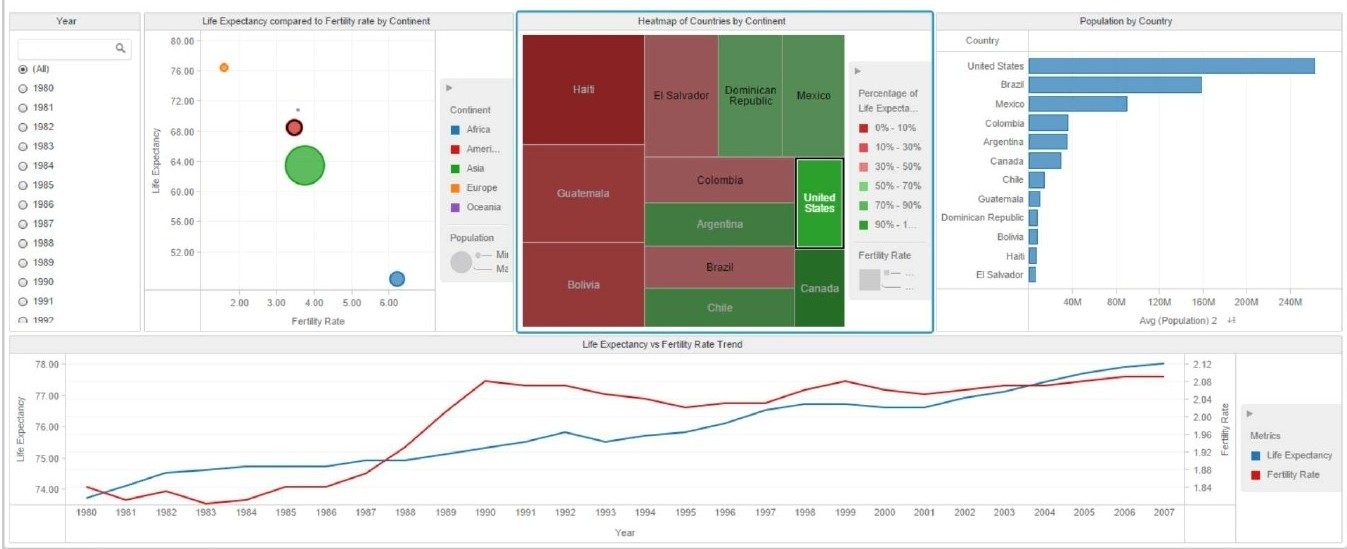 Year
(All)
1980
1981
1982
1983
1984
1985
1986
1987
1988
1989
1990
1991
1992
Life Expectancy compared to Fertility rate by Continent
Life Expectancy
80.00
76.00
72.00
68.00
64.00
60.00
56.00
52.00
2.00 3.00 4.00 5.00 6.00
Fertility Rate
Continent
Africa
Ameri...
Asia
Europe
Oceania
Population
Heatmap of Countries by Continent
Haiti
El Salvador
Dominican
Republic
Mexico
Guatemala
Colombia
United
States
Argentina
Bolivia
Brazil
Canada
Chile
Percentage of
Life Expecta...
0% - 10%
10% - 30%
30% - 50%
50% - 70%
70% - 90%
90% - 1...
Fertility Rate
...
...
Population by Country
Country
United States
Brazil
Mexico
Colombia
Argentina
Canada
Chile
Guatemala
Dominican Republic
Bolivia
Haiti
El Salvador
40M 80M 120M 160M 200M 240M
Avg (Population) 2
Life Expectancy vs Fertility Rate Trend
Life Expectancy
78.00
77.00
76.00
75.00
74.00
2.12
2.08
2.04
2.00
1.96
1.92
1.88
1.84
Fertility Rate
1980 1981 1982 1983 1984 1985 1986 1987 1988 1989 1990 1991 1992 1993 1994 1995 1996 1997 1998 1999 2000 2001 2002 2003 2004 2005 2006 2007
Year
Metrics
Life Expectancy
Fertility Rate